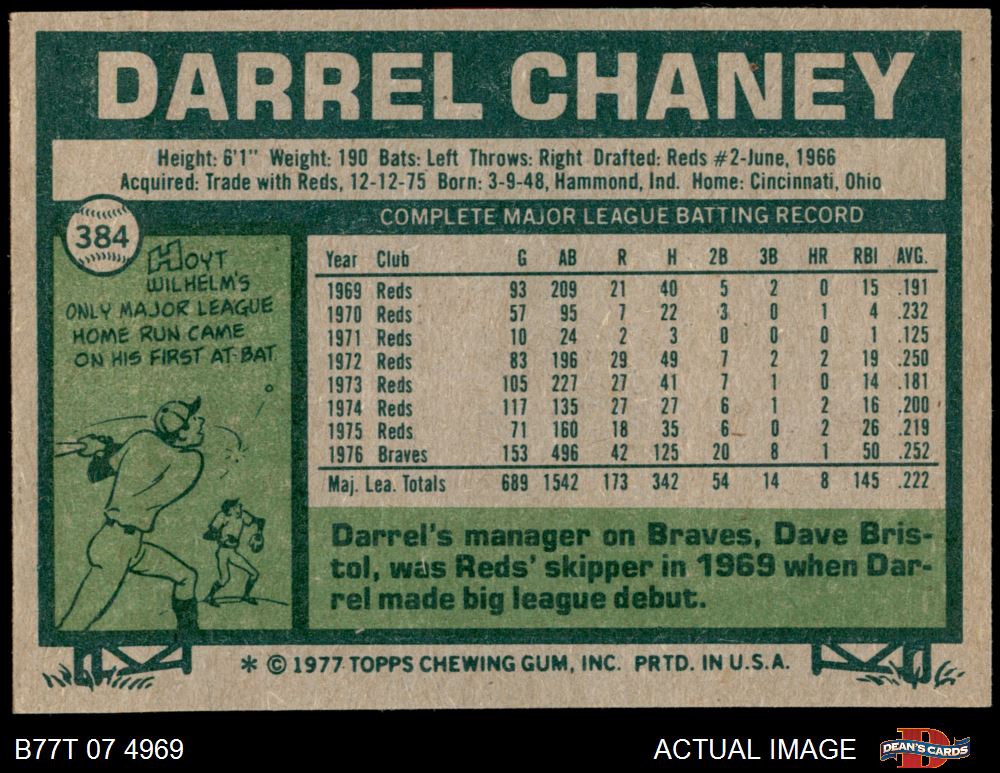 DARREL CHANEY
Height: 6'1" Weight: 190 Bats: Left Throws: Right Drafted: Reds #2-June, 1966
Acquired: Trade with Reds, 12-12-75 Born: 3-9-48, Hammond, Ind. Home: Cincinnati, Ohio
384
HOYT
WILHELM'S
ONLY MAJOR LEAGUE
HOME RUN CAME
ON HIS FIRST AT-BAT.
COMPLETE MAJOR LEAGUE BATTING RECORD
Year Club G AB R H 2B 3B HR RBI AVG.
1969 Reds 93 209 21 40 5 2 0 15 .191
1970 Reds 57 95 7 22 3 0 1 4 .232
1971 Reds 10 24 2 3 0 0 0 1 .125
1972 Reds 83 196 29 49 7 2 2 19 .250
1973 Reds 105 227 27 41 7 1 0 14 .181
1974 Reds 117 135 27 27 6 1 2 16 .200
1975 Reds 71 160 18 35 6 0 2 26 .219
1976 Braves 153 496 42 125 20 8 1 50 .252
Maj. Lea. Totals 689 1542 173 342 54 14 8 145 .222
Darrel's manager on Braves, Dave Bris-
tol, was Reds' skipper in 1969 when Dar-
rel made big league debut.
* © 1977 TOPPS CHEWING GUM, INC. PRTD. IN U.S.A.
B77T 07 4969
ACTUAL IMAGE
DEAN'S CARDS